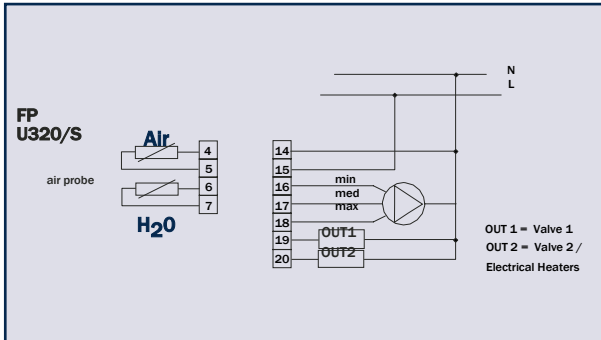 N
L
FP
U320/S
Air
4
5
6
7
air probe
H20
14
15
16
17
18
19
20
min
med
max
OUT1
OUT2
OUT 1 = Valve 1
OUT 2 = Valve 2 /
Electrical Heaters